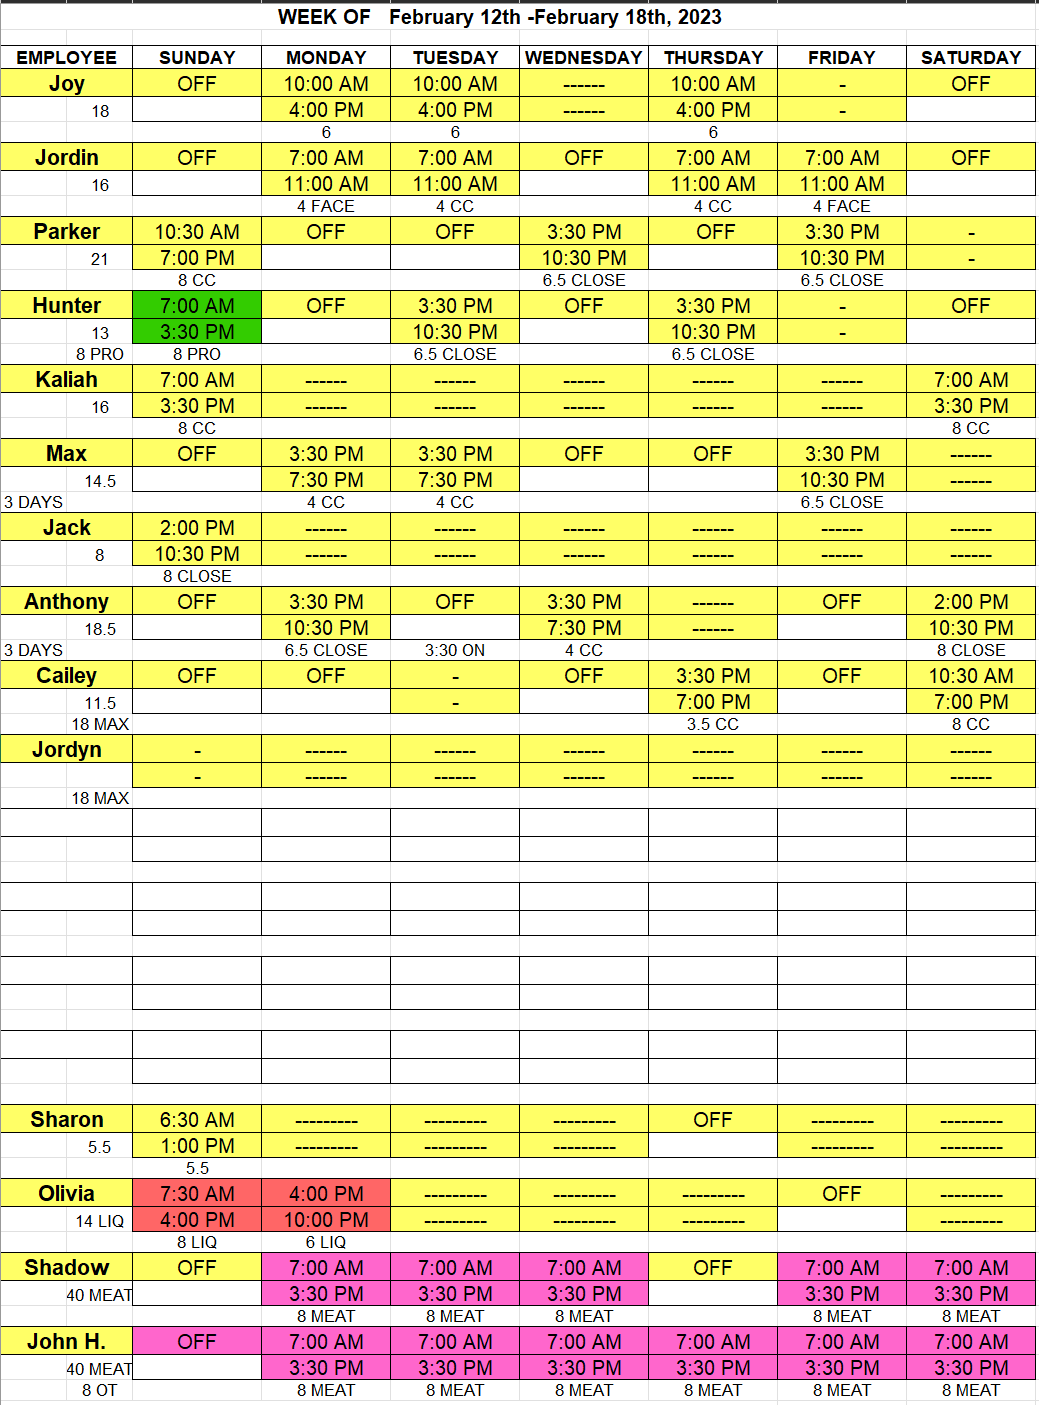 WEEK OF February 12th -February 18th, 2023
EMPLOYEE SUNDAY MONDAY TUESDAY WEDNESDAY THURSDAY FRIDAY SATURDAY
Joy OFF 10:00 AM 10:00 AM ------ 10:00 AM - OFF
18 4:00 PM 4:00 PM ------ 4:00 PM -
6 6 6
Jordin OFF 7:00 AM 7:00 AM OFF 7:00 AM 7:00 AM OFF
16 11:00 AM 11:00 AM 11:00 AM 11:00 AM
4 FACE 4 CC 4 CC 4 FACE
Parker 10:30 AM OFF OFF 3:30 PM OFF 3:30 PM -
21 7:00 PM 10:30 PM 10:30 PM -
8 CC 6.5 CLOSE 6.5 CLOSE
Hunter 7:00 AM OFF 3:30 PM OFF 3:30 PM - OFF
13 3:30 PM 10:30 PM 10:30 PM -
8 PRO 8 PRO 6.5 CLOSE 6.5 CLOSE
Kaliah 7:00 AM ------ ------ ------ ------ ------ 7:00 AM
16 3:30 PM ------ ------ ------ ------ ------ 3:30 PM
8 CC 8 CC
Max OFF 3:30 PM 3:30 PM OFF OFF 3:30 PM ------
14.5 7:30 PM 7:30 PM 10:30 PM ------
3 DAYS 4 CC 4 CC 6.5 CLOSE
Jack 2:00 PM ------ ------ ------ ------ ------ ------
8 10:30 PM ------ ------ ------ ------ ------ ------
8 CLOSE
Anthony OFF 3:30 PM OFF 3:30 PM ------ OFF 2:00 PM
18.5 10:30 PM 7:30 PM ------ 10:30 PM
3 DAYS 6.5 CLOSE 3:30 ON 4 CC 8 CLOSE
Cailey OFF OFF - OFF 3:30 PM OFF 10:30 AM
11.5 - 7:00 PM 7:00 PM
18 MAX 3.5 CC 8 CC
Jordyn - ------ ------ ------ ------ ------ ------
- ------ ------ ------ ------ ------ ------
18 MAX
Sharon 6:30 AM --------- --------- --------- OFF --------- ---------
5.5 1:00 PM --------- --------- --------- --------- ---------
5.5
Olivia 7:30 AM 4:00 PM --------- --------- --------- OFF ---------
14 LIQ 4:00 PM 10:00 PM --------- --------- --------- ---------
8 LIQ 6 LIQ
Shadow OFF 7:00 AM 7:00 AM 7:00 AM OFF 7:00 AM 7:00 AM
40 MEAT 3:30 PM 3:30 PM 3:30 PM 3:30 PM 3:30 PM
8 MEAT 8 MEAT 8 MEAT 8 MEAT 8 MEAT
John H. OFF 7:00 AM 7:00 AM 7:00 AM 7:00 AM 7:00 AM 7:00 AM
40 MEAT 3:30 PM 3:30 PM 3:30 PM 3:30 PM 3:30 PM 3:30 PM
8 OT 8 MEAT 8 MEAT 8 MEAT 8 MEAT 8 MEAT 8 MEAT